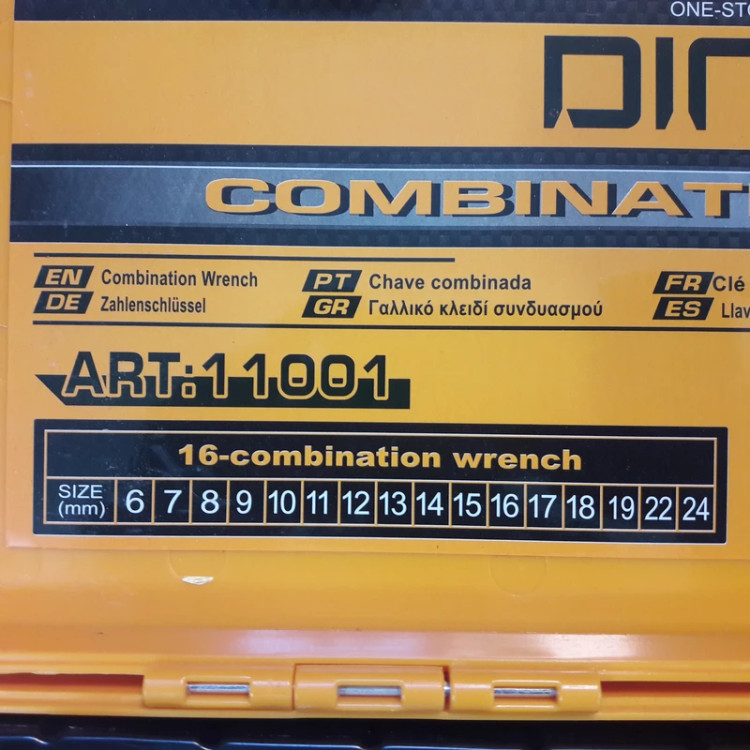 ONE-STO
DIN
COMBINAT
EN Combination Wrench PT Chave combinada FR Clé
DE Zahlenschlüssel GR Γαλλικό κλειδί συνδυασμού ES Llav
ART:11001
16-combination wrench
SIZE (mm) 6 7 8 9 10 11 12 13 14 15 16 17 18 19 22 24